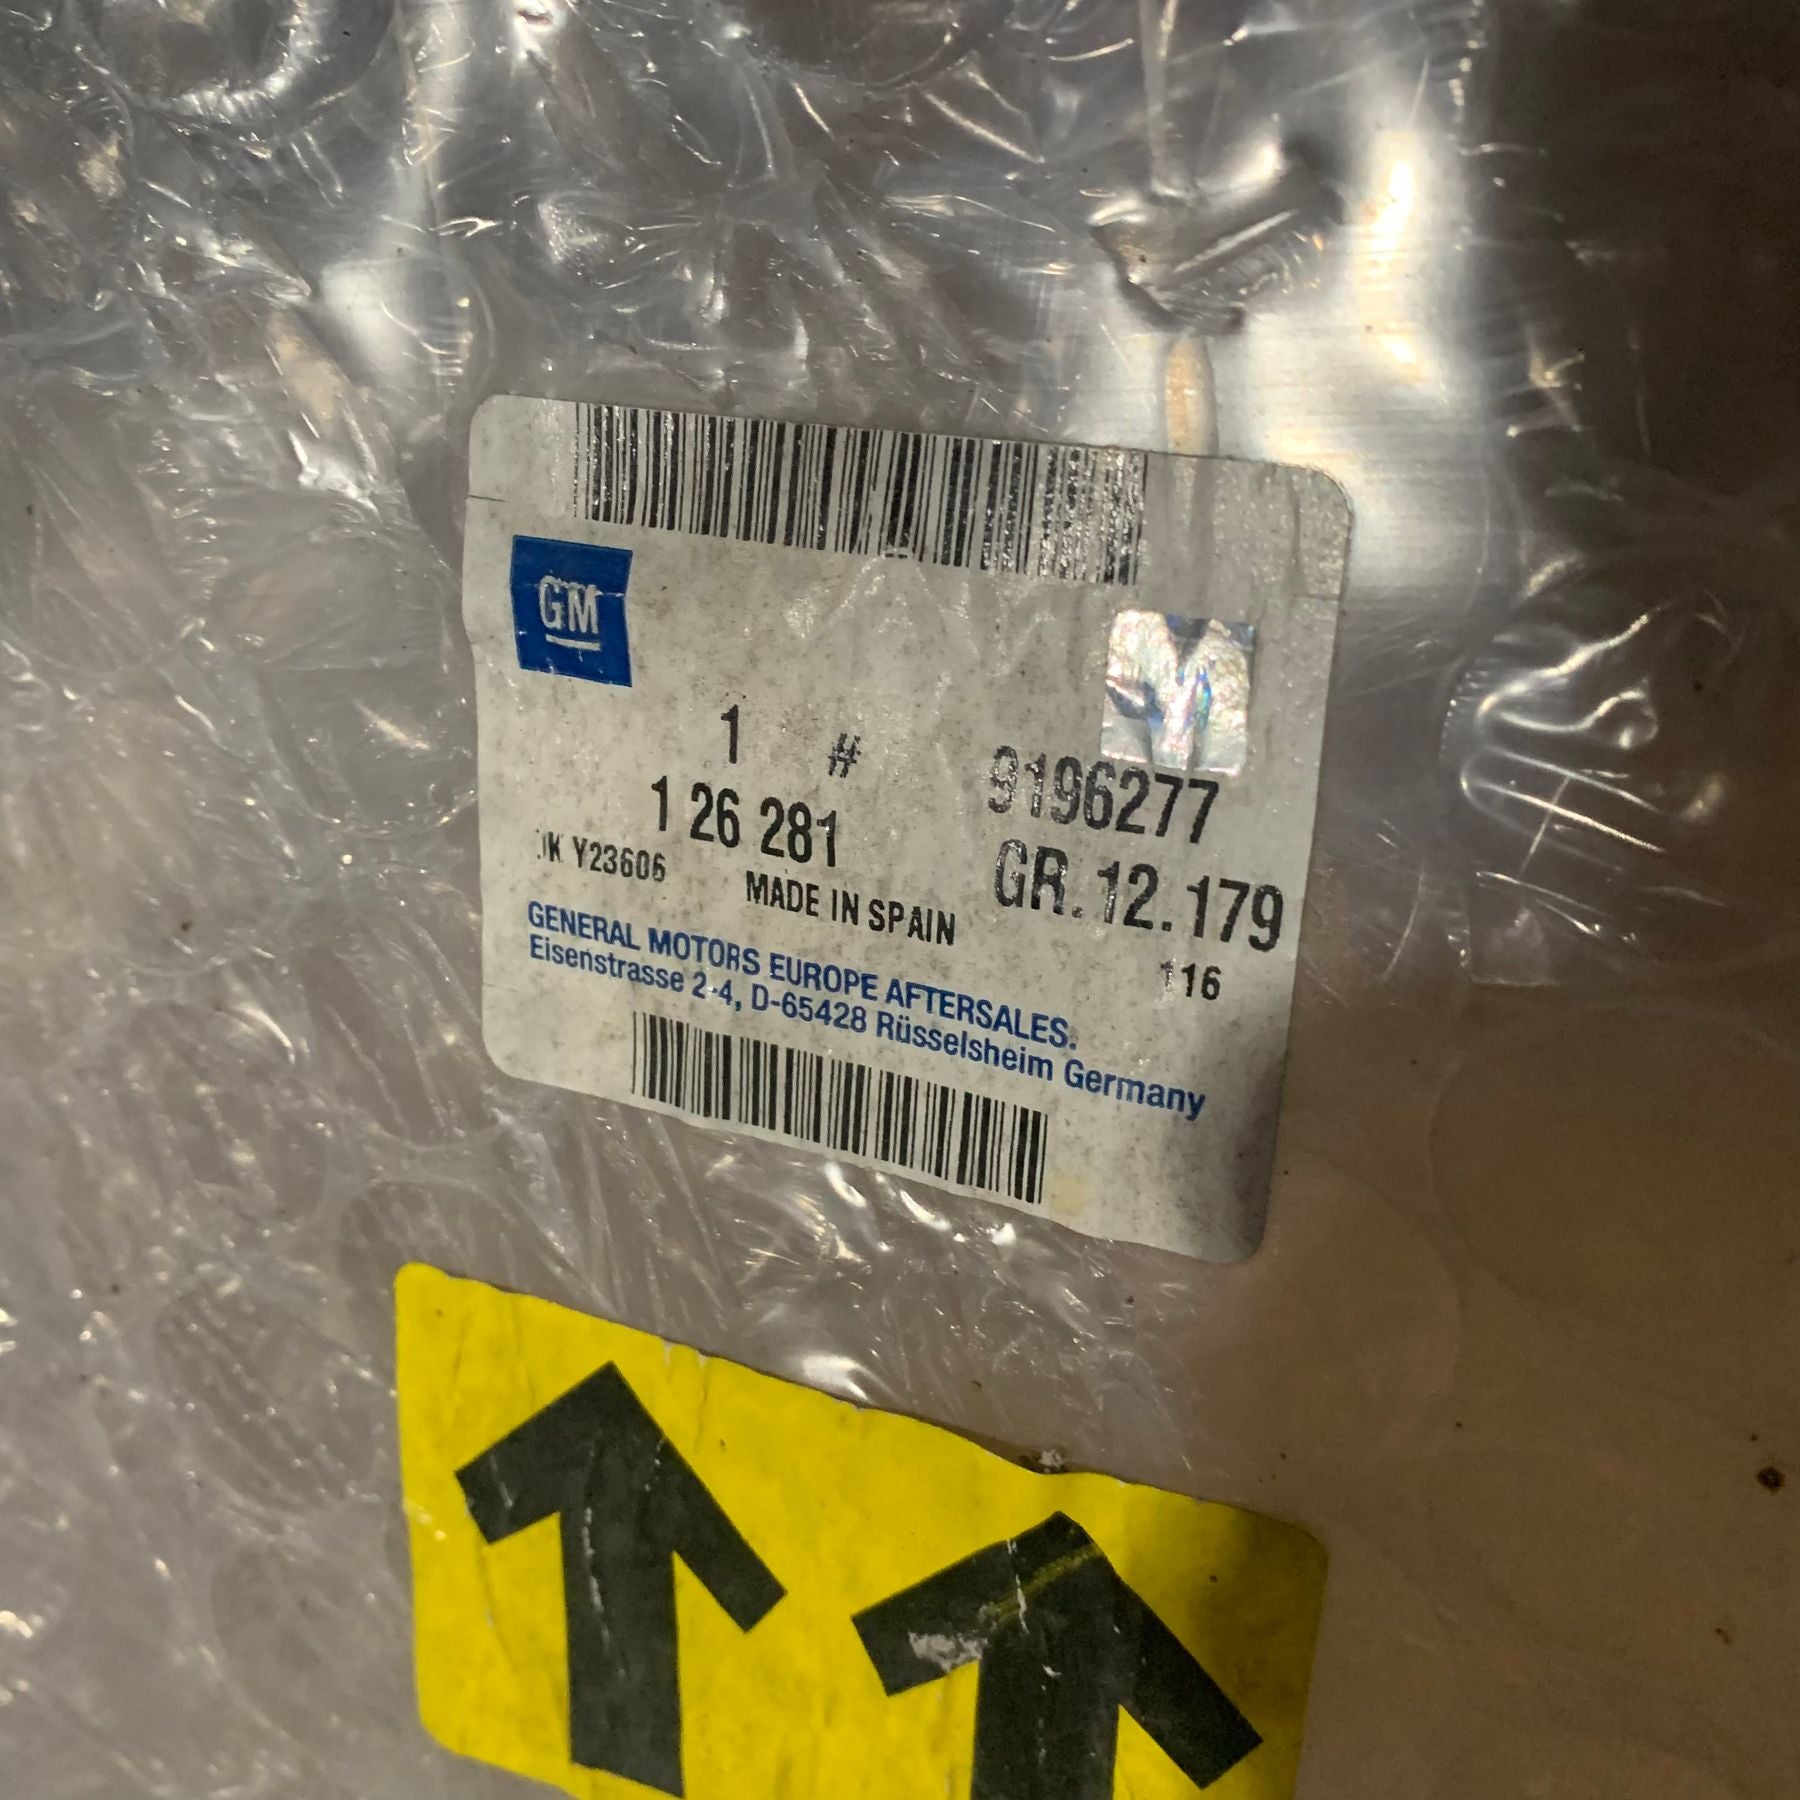 GM
1 # 9196277
1 26 281 GR. 12.179
Y23606 MADE IN SPAIN 116
GENERAL MOTORS EUROPE AFTERSALES.
Eisenstrasse 2-4, D-65428 Rüsselsheim Germany